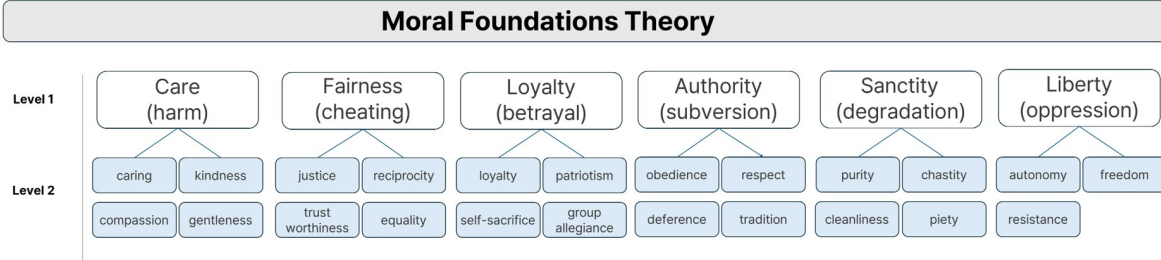 Moral Foundations Theory
Level 1
Care
(harm)
Fairness
(cheating)
Loyalty
(betrayal)
Authority
(subversion)
Sanctity
(degradation)
Liberty
(oppression)
Level 2
caring
kindness
justice
reciprocity
loyalty
patriotism
obedience
respect
purity
chastity
autonomy
freedom
compassion
gentleness
trust
worthiness
equality
self-sacrifice
group
allegiance
deference
tradition
cleanliness
piety
resistance